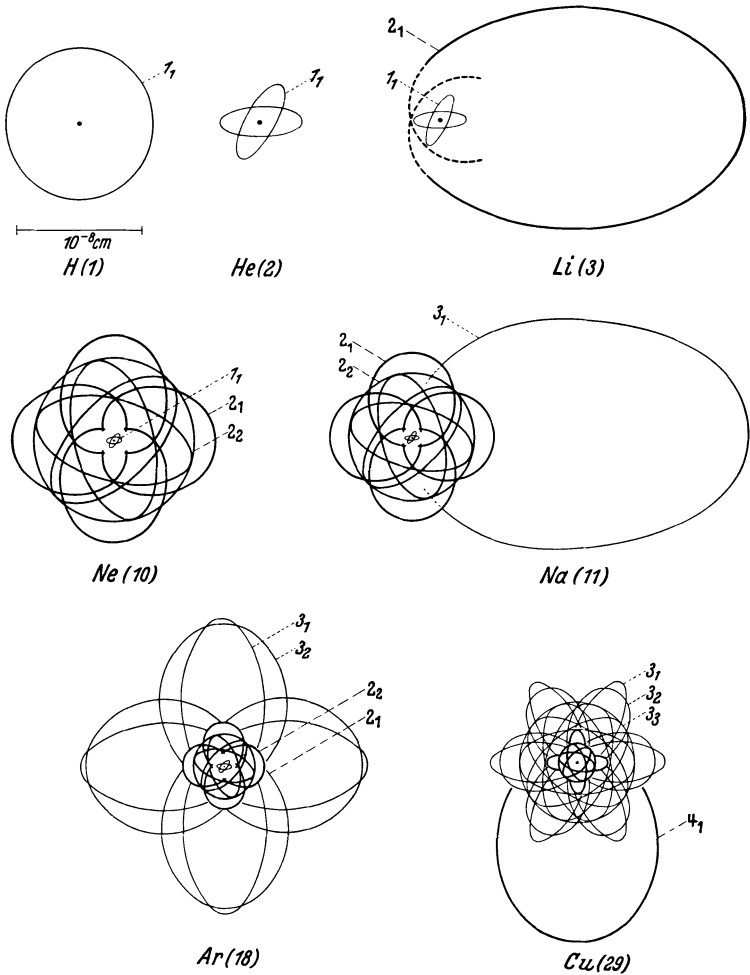 1₁
10⁻⁸cm
H(1)
1₁
He(2)
2₁
1₁
Li(3)
1₁
2₁
2₂
Ne(10)
3₁
2₁
2₂
Na(11)
3₁
3₂
2₂
2₁
Ar(18)
3₁
3₂
3₃
4₁
Cu(29)